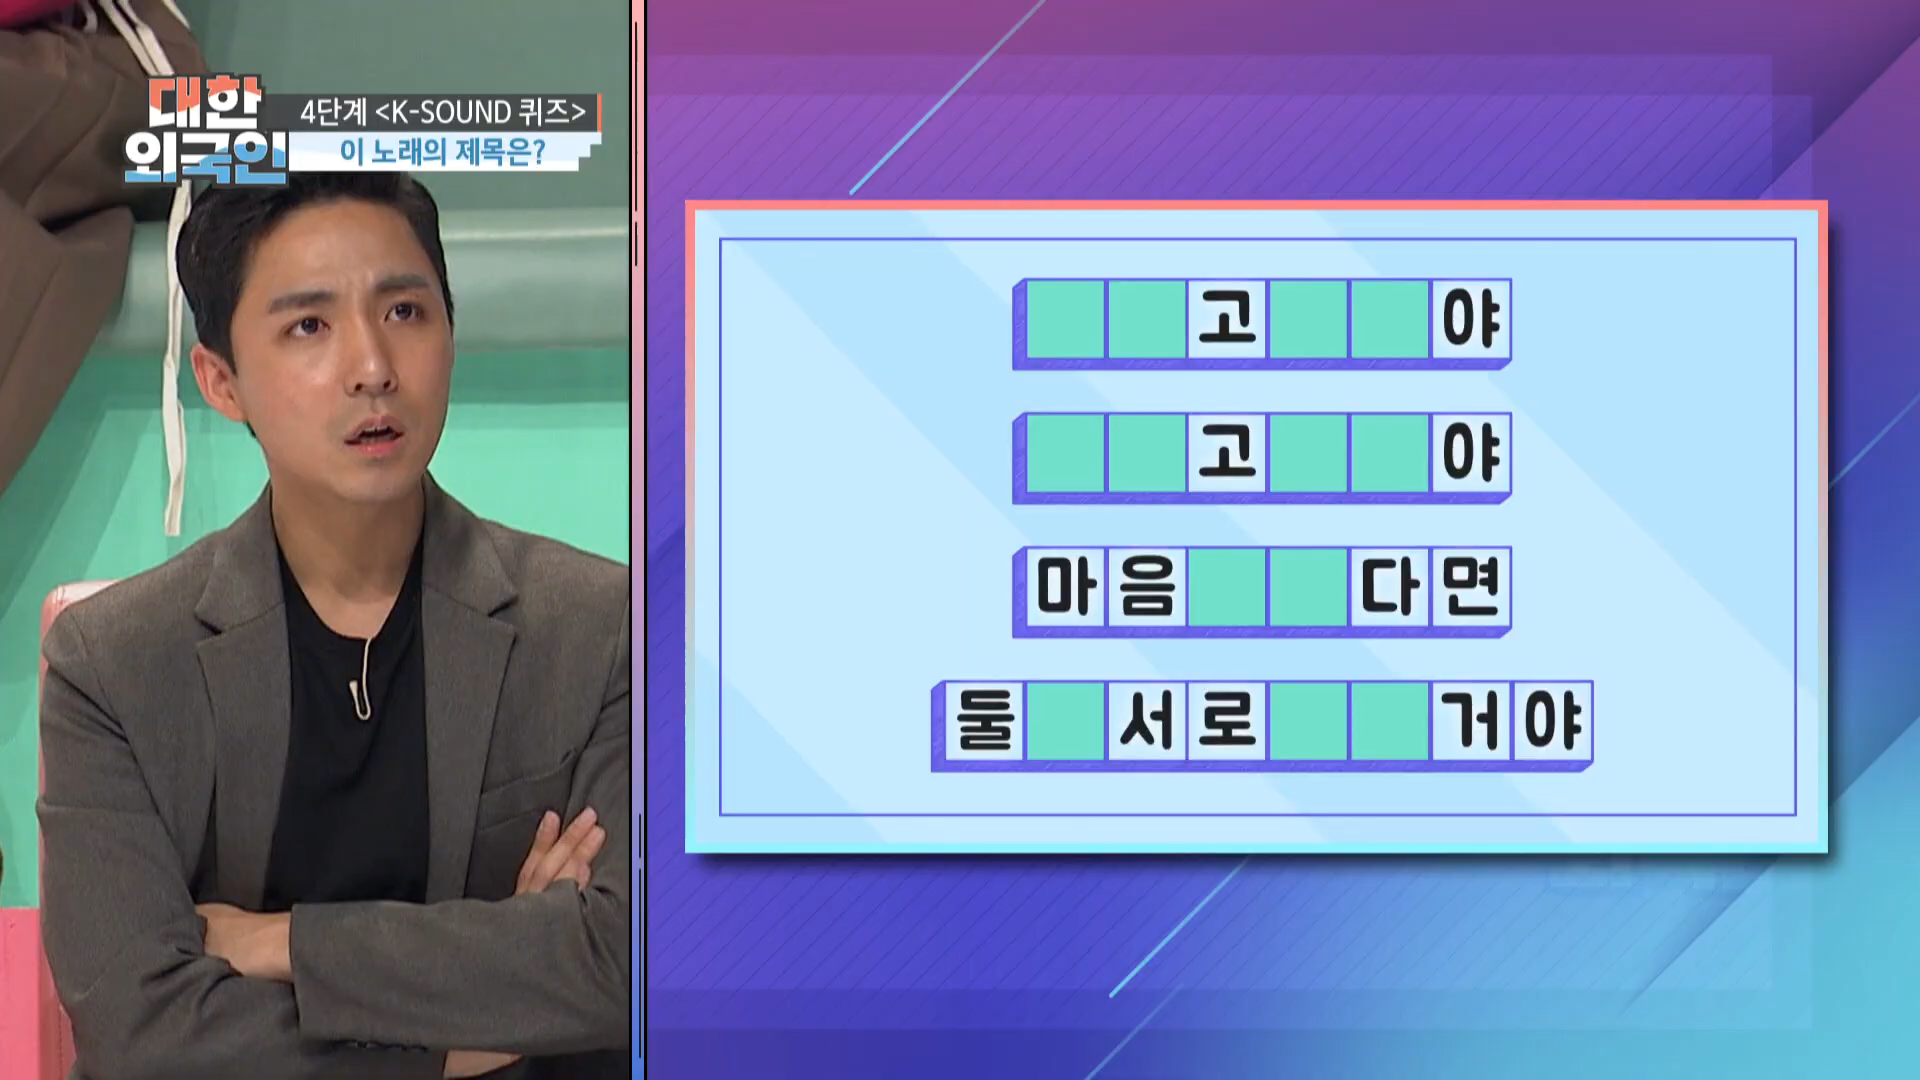 대한
외국인
4단계 <K-SOUND 퀴즈>
이 노래의 제목은?
고 야
고 야
마음 다면
둘 서로 거야